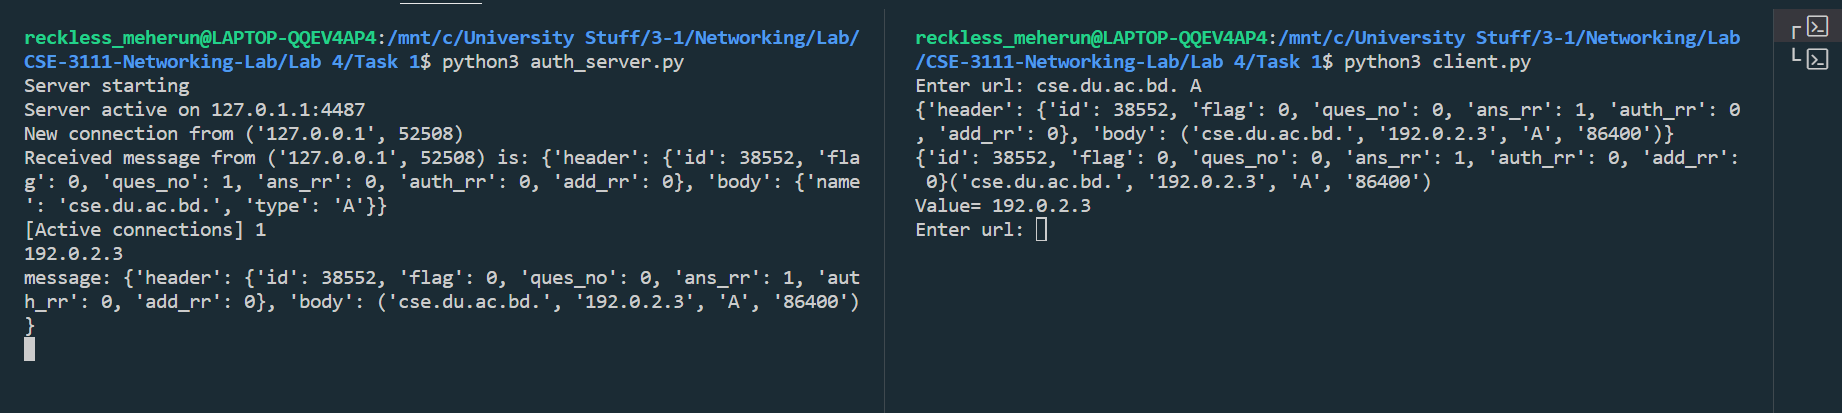 reckless_meherun@LAPTOP-QQEV4AP4:/mnt/c/University Stuff/3-1/Networking/Lab/
CSE-3111-Networking-Lab/Lab 4/Task 1$ python3 auth_server.py
Server starting
Server active on 127.0.1.1:4487
New connection from ('127.0.0.1', 52508)
Received message from ('127.0.0.1', 52508) is: {'header': {'id': 38552, 'fla
g': 0, 'ques_no': 1, 'ans_rr': 0, 'auth_rr': 0, 'add_rr': 0}, 'body': {'name
': 'cse.du.ac.bd.', 'type': 'A'}}
[Active connections] 1
192.0.2.3
message: {'header': {'id': 38552, 'flag': 0, 'ques_no': 0, 'ans_rr': 1, 'aut
h_rr': 0, 'add_rr': 0}, 'body': ('cse.du.ac.bd.', '192.0.2.3', 'A', '86400')
}
reckless_meherun@LAPTOP-QQEV4AP4:/mnt/c/University Stuff/3-1/Networking/Lab
/CSE-3111-Networking-Lab/Lab 4/Task 1$ python3 client.py
Enter url: cse.du.ac.bd. A
{'header': {'id': 38552, 'flag': 0, 'ques_no': 0, 'ans_rr': 1, 'auth_rr': 0
, 'add_rr': 0}, 'body': ('cse.du.ac.bd.', '192.0.2.3', 'A', '86400')}
{'id': 38552, 'flag': 0, 'ques_no': 0, 'ans_rr': 1, 'auth_rr': 0, 'add_rr':
 0}('cse.du.ac.bd.', '192.0.2.3', 'A', '86400')
Value= 192.0.2.3
Enter url: